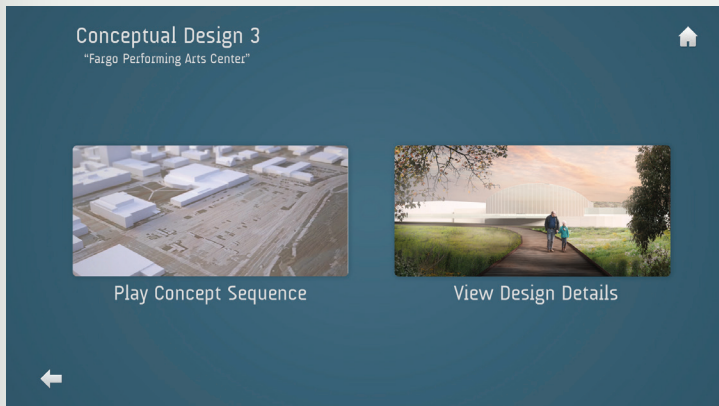 Conceptual Design 3
“Fargo Performing Arts Center”
Play Concept Sequence
View Design Details